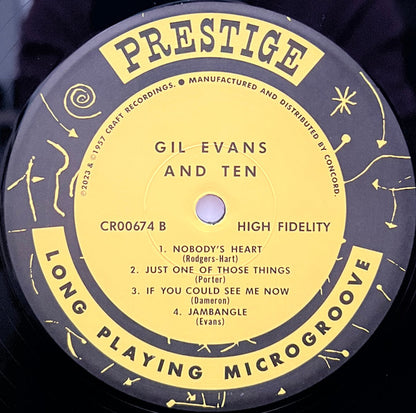 PRESTIGE
℗2023 & ©1957 CRAFT RECORDINGS. • MANUFACTURED AND DISTRIBUTED BY CONCORD.
GIL EVANS
AND TEN
CR00674 B HIGH FIDELITY
1. NOBODY'S HEART
(Rodgers-Hart)
2. JUST ONE OF THOSE THINGS
(Porter)
3. IF YOU COULD SEE ME NOW
(Dameron)
4. JAMBANGLE
(Evans)
LONG PLAYING MICROGROOVE